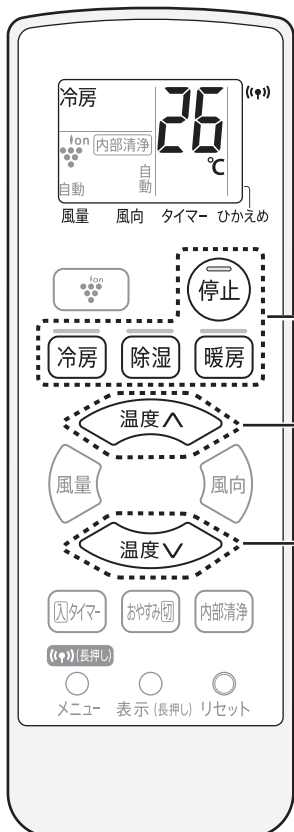 冷房
26
℃
ion
内部清浄
自動
自動
風量 風向 タイマー ひかえめ
ion
停止
冷房 除湿 暖房
温度
風量 風向
温度
入タイマー おやすみ切 内部清浄
(長押し)
メニュー 表示(長押し) リセット